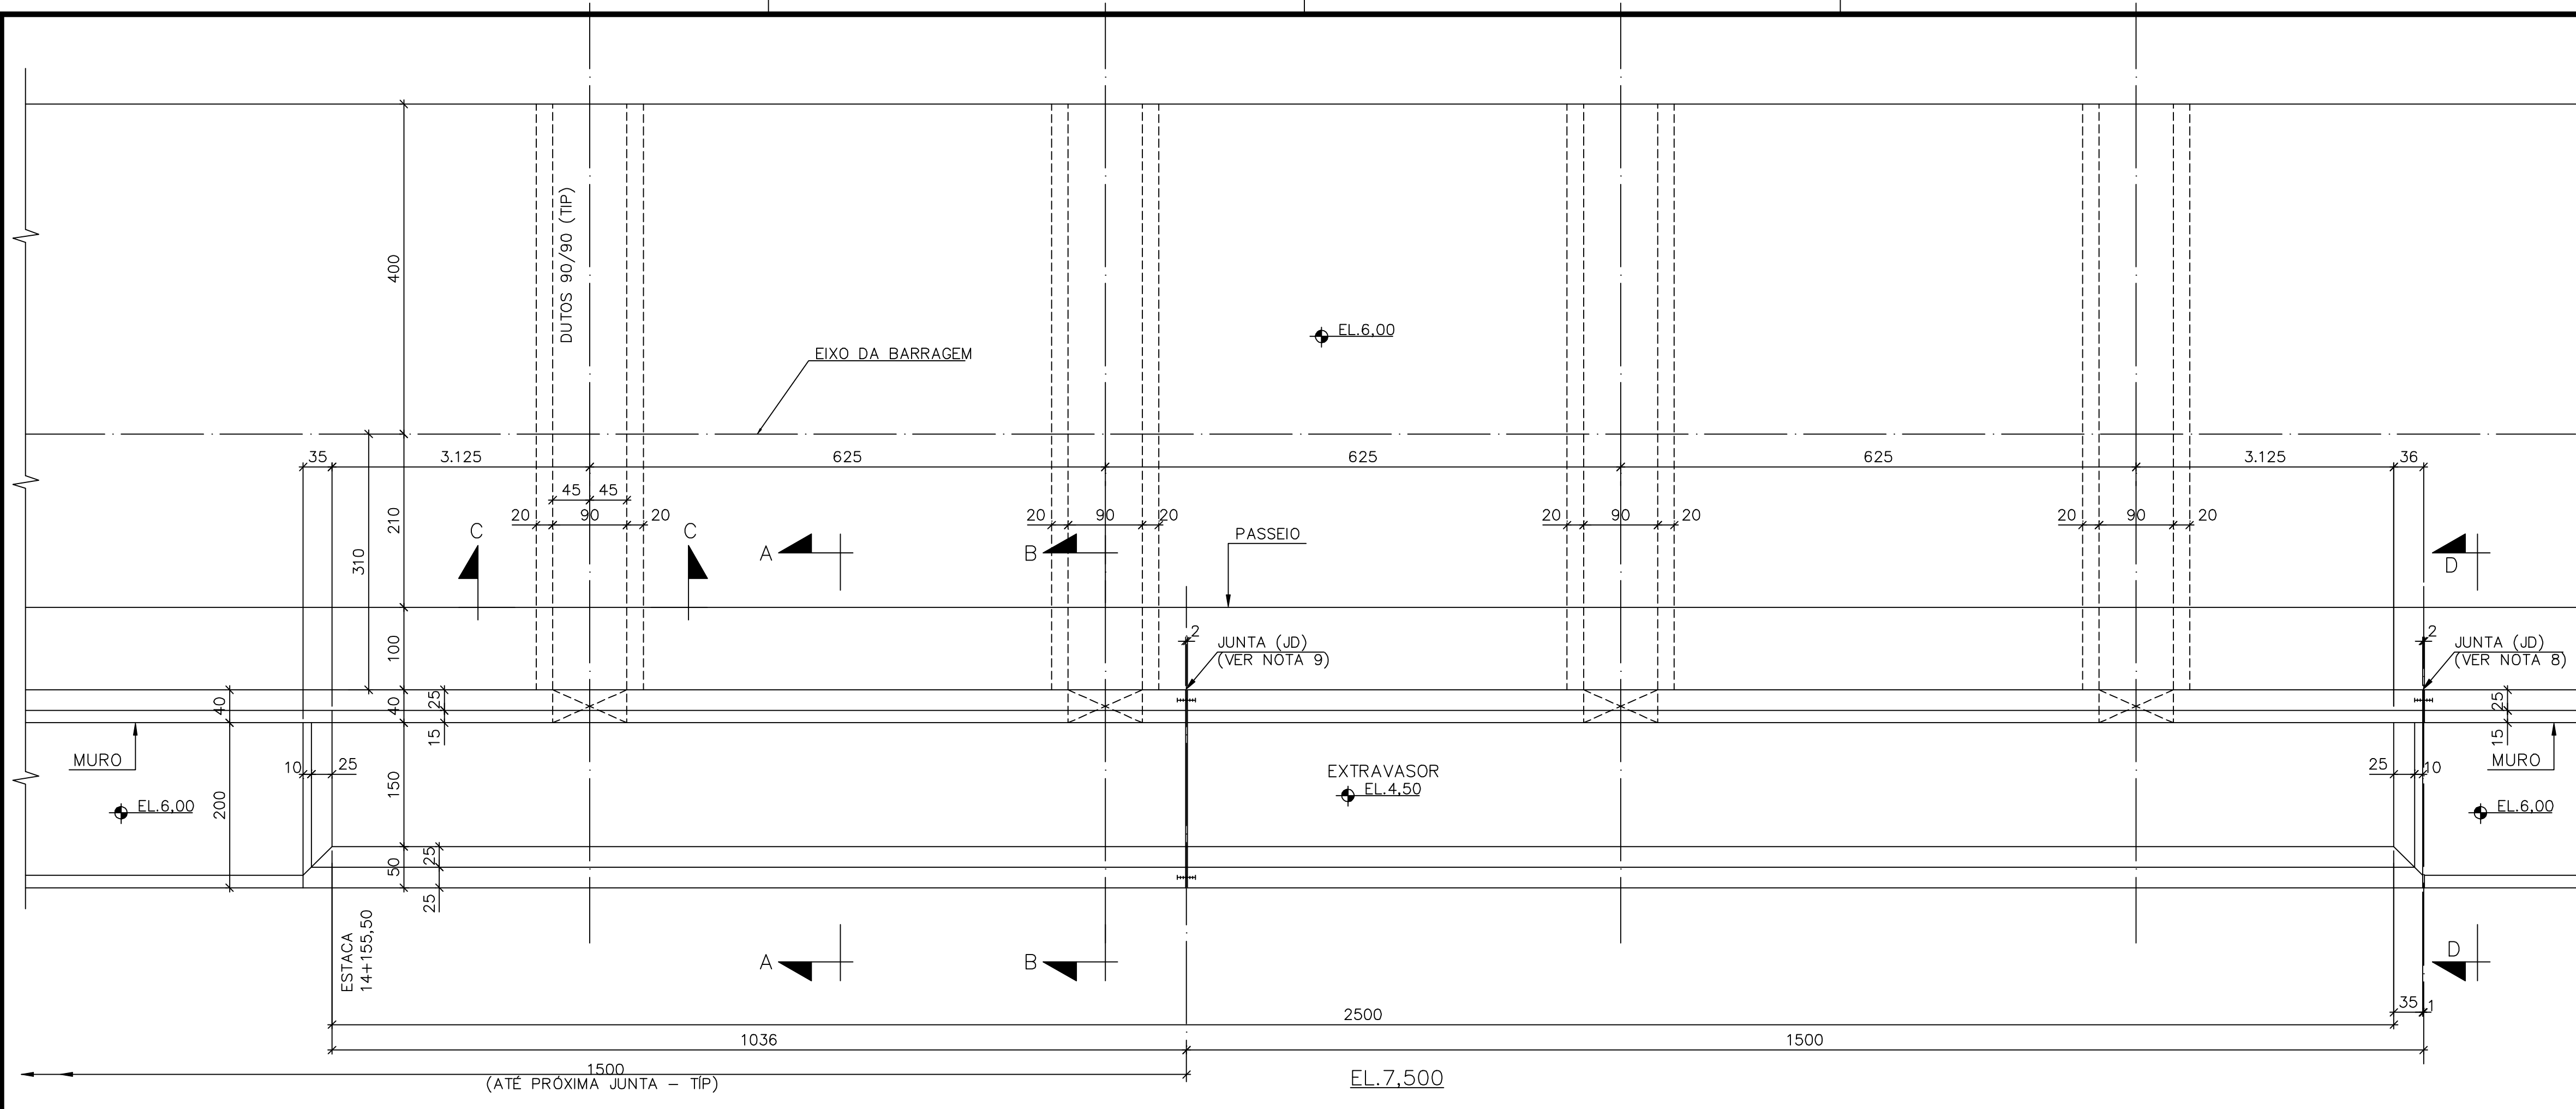 DUTOS 90/90 (TIP)
400
EL.6,00
EIXO DA BARRAGEM
35
3.125
625
625
625
3.125
36
45
45
20
90
20
20
90
20
20
90
20
20
90
20
210
310
C
C
A
B
PASSEIO
D
100
2
JUNTA (JD)
(VER NOTA 9)
2
JUNTA (JD)
(VER NOTA 8)
40
40
25
15
25
15
MURO
10
25
150
200
EXTRAVASOR
EL.4,50
25
10
MURO
EL.6,00
EL.6,00
50
25
25
ESTACA
14+155,50
A
B
D
35
1
2500
1036
1500
1500
(ATÉ PRÓXIMA JUNTA – TÍP)
EL.7,500